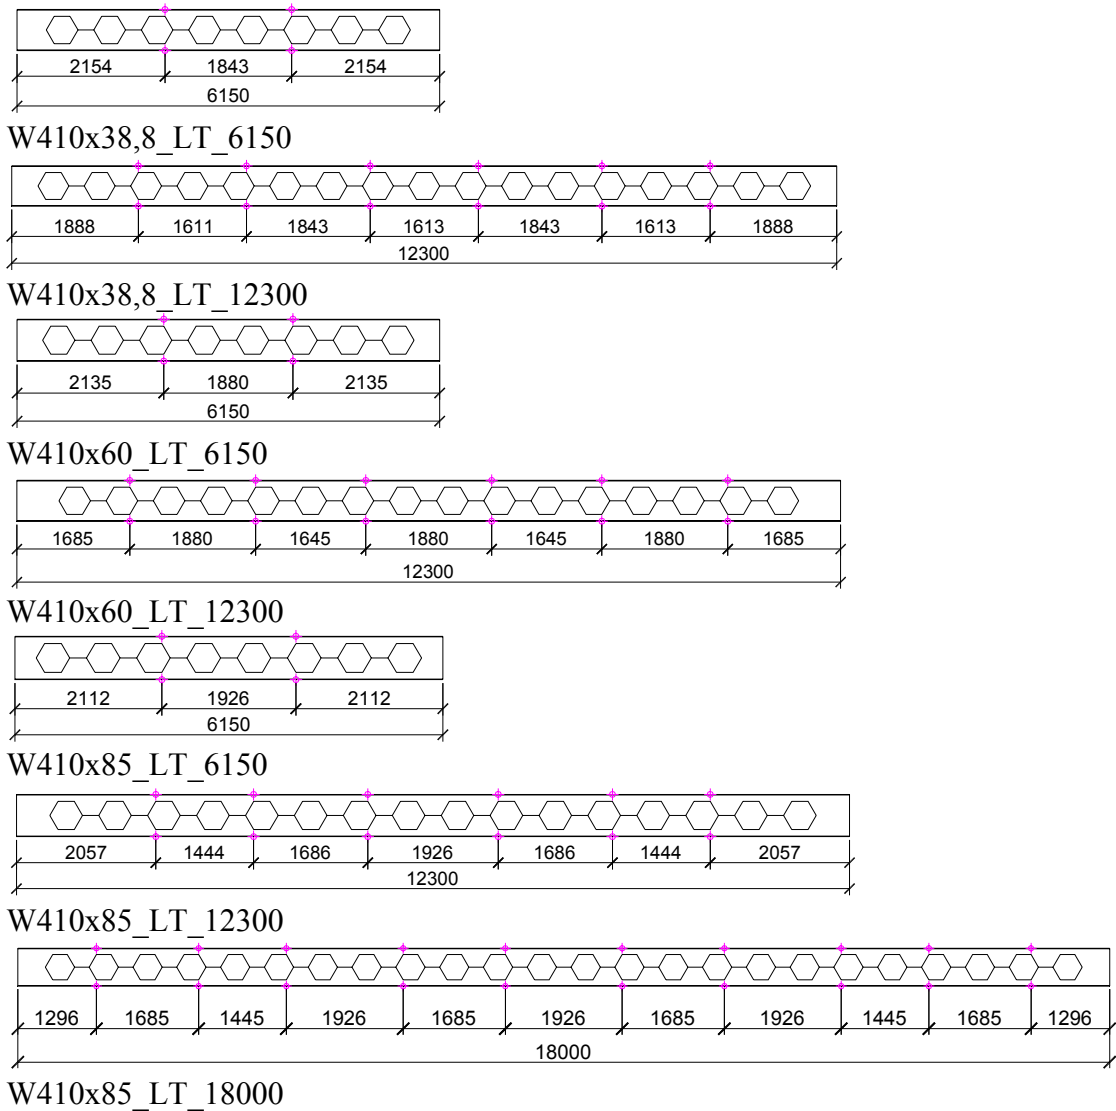 2154 1843 2154
6150
W410x38,8_LT_6150
1888 1611 1843 1613 1843 1613 1888
12300
W410x38,8_LT_12300
2135 1880 2135
6150
W410x60_LT_6150
1685 1880 1645 1880 1645 1880 1685
12300
W410x60_LT_12300
2112 1926 2112
6150
W410x85_LT_6150
2057 1444 1686 1926 1686 1444 2057
12300
W410x85_LT_12300
1296 1685 1445 1926 1685 1926 1685 1926 1445 1685 1296
18000
W410x85_LT_18000